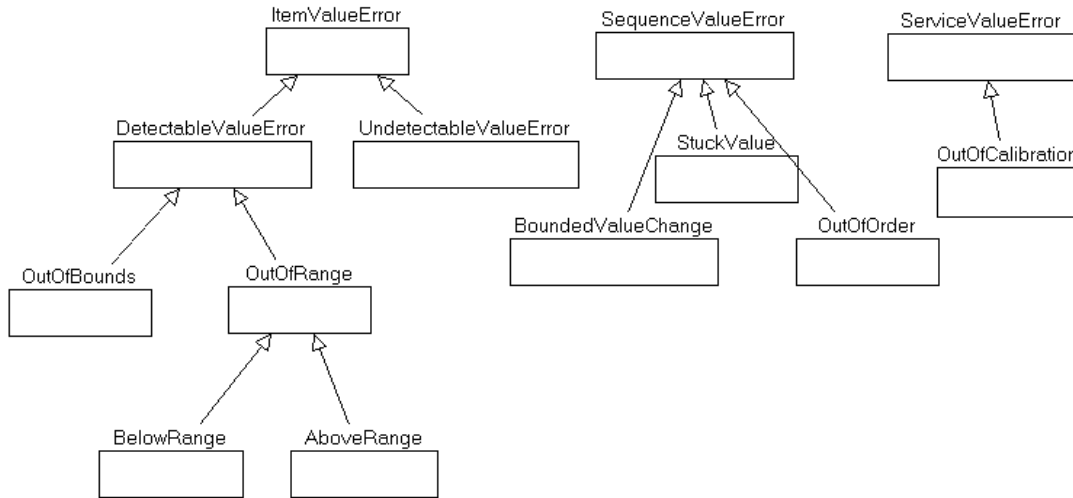 ItemValueError
SequenceValueError
ServiceValueError
DetectableValueError
UndetectableValueError
StuckValue
OutOfCalibration
BoundedValueChange
OutOfOrder
OutOfBounds
OutOfRange
BelowRange
AboveRange